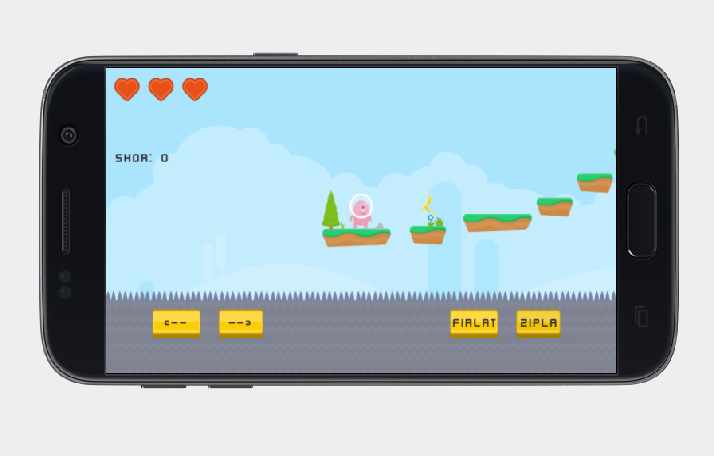 SKOR: 0
<--
-->
FIRLAT
ZIPLA